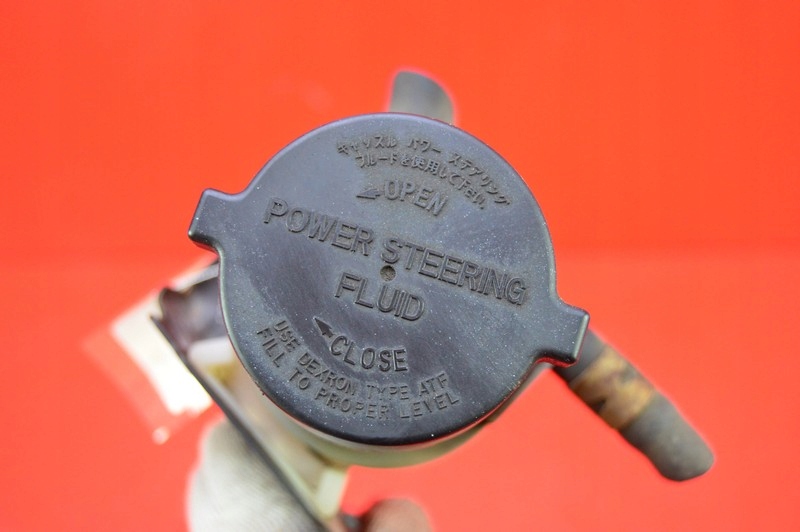 キャッスル パワー ステアリング
フルードを使用して下さい.
OPEN
POWER STEERING
FLUID
CLOSE
USE DEXRON TYPE ATF
FILL TO PROPER LEVEL